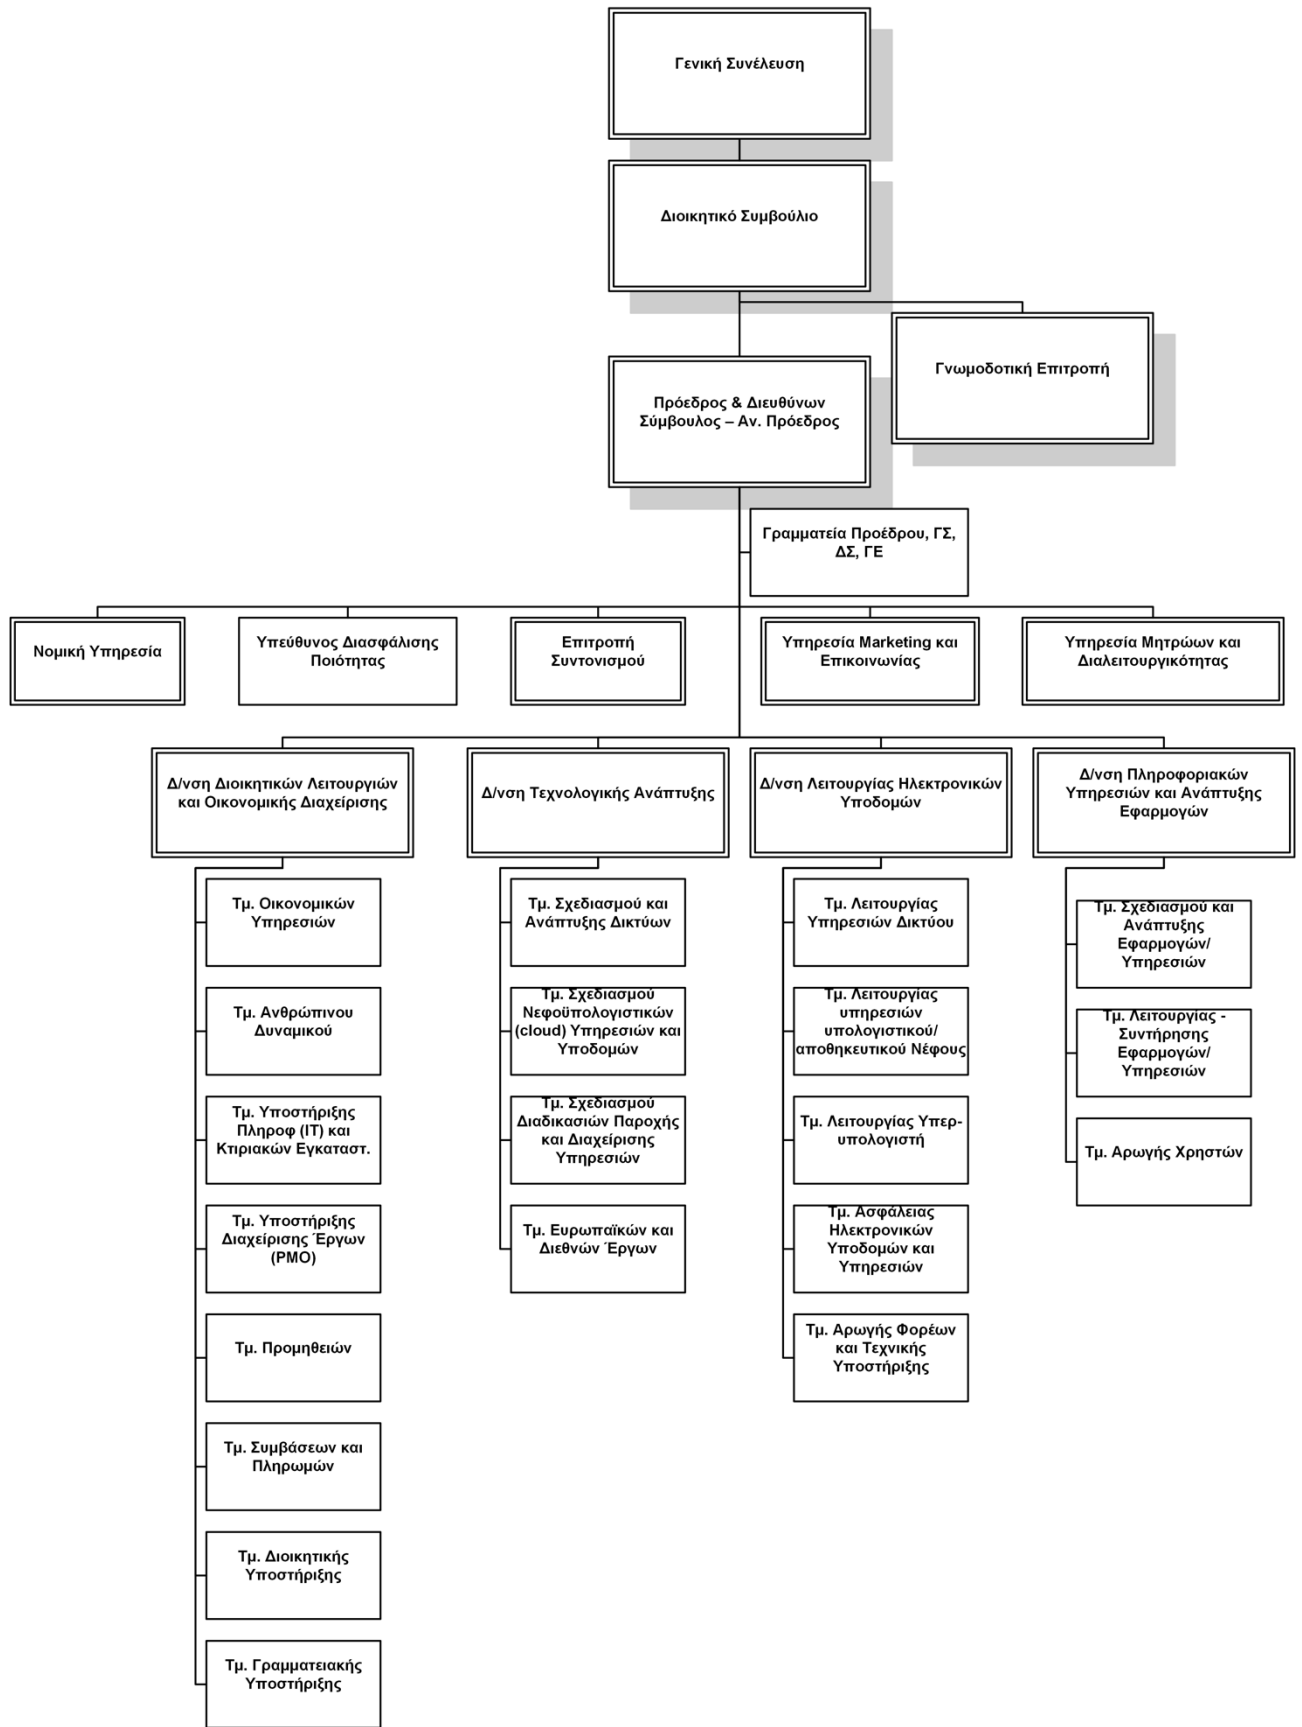 Γενική Συνέλευση
Διοικητικό Συμβούλιο
Γνωμοδοτική Επιτροπή
Πρόεδρος & Διευθύνων
Σύμβουλος – Αν. Πρόεδρος
Γραμματεία Προέδρου, ΓΣ,
ΔΣ, ΓΕ
Νομική Υπηρεσία
Υπεύθυνος Διασφάλισης
Ποιότητας
Επιτροπή
Συντονισμού
Υπηρεσία Marketing και
Επικοινωνίας
Υπηρεσία Μητρώων και
Διαλειτουργικότητας
Δ/νση Διοικητικών Λειτουργιών
και Οικονομικής Διαχείρισης
Δ/νση Τεχνολογικής Ανάπτυξης
Δ/νση Λειτουργίας Ηλεκτρονικών
Υποδομών
Δ/νση Πληροφοριακών
Υπηρεσιών και Ανάπτυξης
Εφαρμογών
Τμ. Οικονομικών
Υπηρεσιών
Τμ. Ανθρώπινου
Δυναμικού
Τμ. Υποστήριξης
Πληροφ (IT) και
Κτιριακών Εγκαταστ.
Τμ. Υποστήριξης
Διαχείρισης Έργων
(PMO)
Τμ. Προμηθειών
Τμ. Συμβάσεων και
Πληρωμών
Τμ. Διοικητικής
Υποστήριξης
Τμ. Γραμματειακής
Υποστήριξης
Τμ. Σχεδιασμού και
Ανάπτυξης Δικτύων
Τμ. Σχεδιασμού
Νεφοϋπολογιστικών
(cloud) Υπηρεσιών και
Υποδομών
Τμ. Σχεδιασμού
Διαδικασιών Παροχής
και Διαχείρισης
Υπηρεσιών
Τμ. Ευρωπαϊκών και
Διεθνών Έργων
Τμ. Λειτουργίας
Υπηρεσιών Δικτύου
Τμ. Λειτουργίας
υπηρεσιών
υπολογιστικού/
αποθηκευτικού Νέφους
Τμ. Λειτουργίας Υπερ-
υπολογιστή
Τμ. Ασφάλειας
Ηλεκτρονικών
Υποδομών και
Υπηρεσιών
Τμ. Αρωγής Φορέων
και Τεχνικής
Υποστήριξης
Τμ. Σχεδιασμού και
Ανάπτυξης
Εφαρμογών/
Υπηρεσιών
Τμ. Λειτουργίας -
Συντήρησης
Εφαρμογών/
Υπηρεσιών
Τμ. Αρωγής Χρηστών